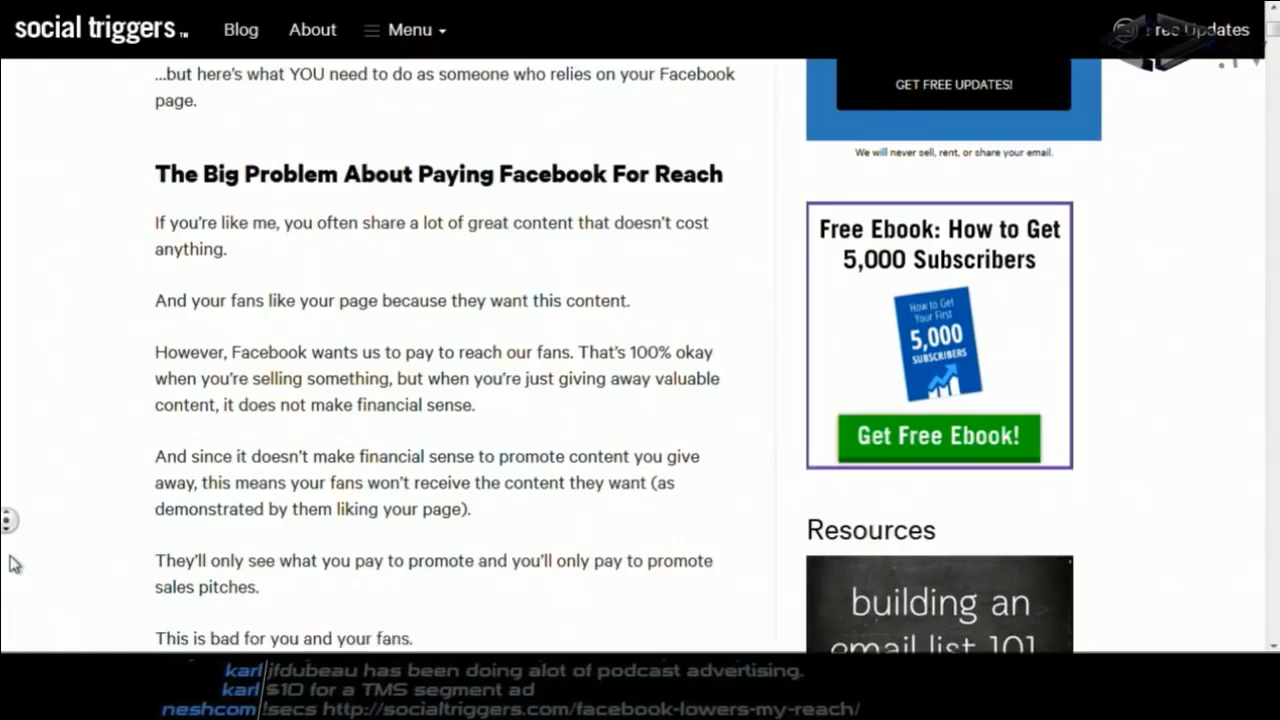 social triggers™
Blog
About
Menu
Free Updates
.TV
...but here's what YOU need to do as someone who relies on your Facebook
page.
The Big Problem About Paying Facebook For Reach
If you're like me, you often share a lot of great content that doesn't cost
anything.
And your fans like your page because they want this content.
However, Facebook wants us to pay to reach our fans. That's 100% okay
when you're selling something, but when you're just giving away valuable
content, it does not make financial sense.
And since it doesn't make financial sense to promote content you give
away, this means your fans won't receive the content they want (as
demonstrated by them liking your page).
They'll only see what you pay to promote and you'll only pay to promote
sales pitches.
This is bad for you and your fans.
GET FREE UPDATES!
We will never sell, rent, or share your email.
Free Ebook: How to Get
5,000 Subscribers
How to Get
Your First
5,000
SUBSCRIBERS
Get Free Ebook!
Resources
building an
email list 101
karl jfdubeau has been doing alot of podcast advertising.
karl $10 for a TMS segment ad
neshcom !secs http://socialtriggers.com/facebook-lowers-my-reach/